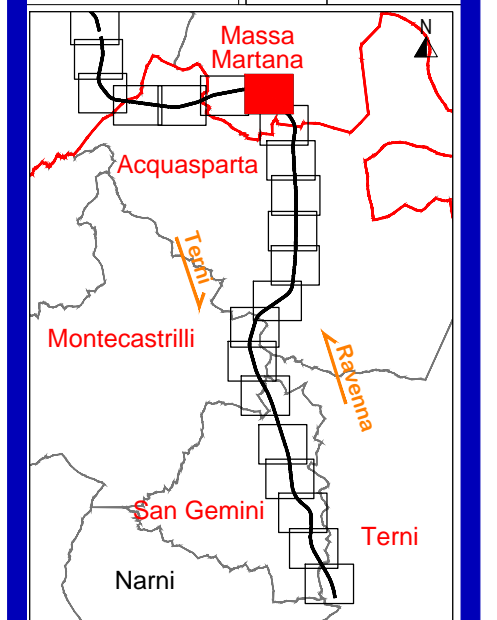 N
Massa
Martana
Acquasparta
Terni
Montecastrilli
Ravenna
San Gemini
Terni
Narni